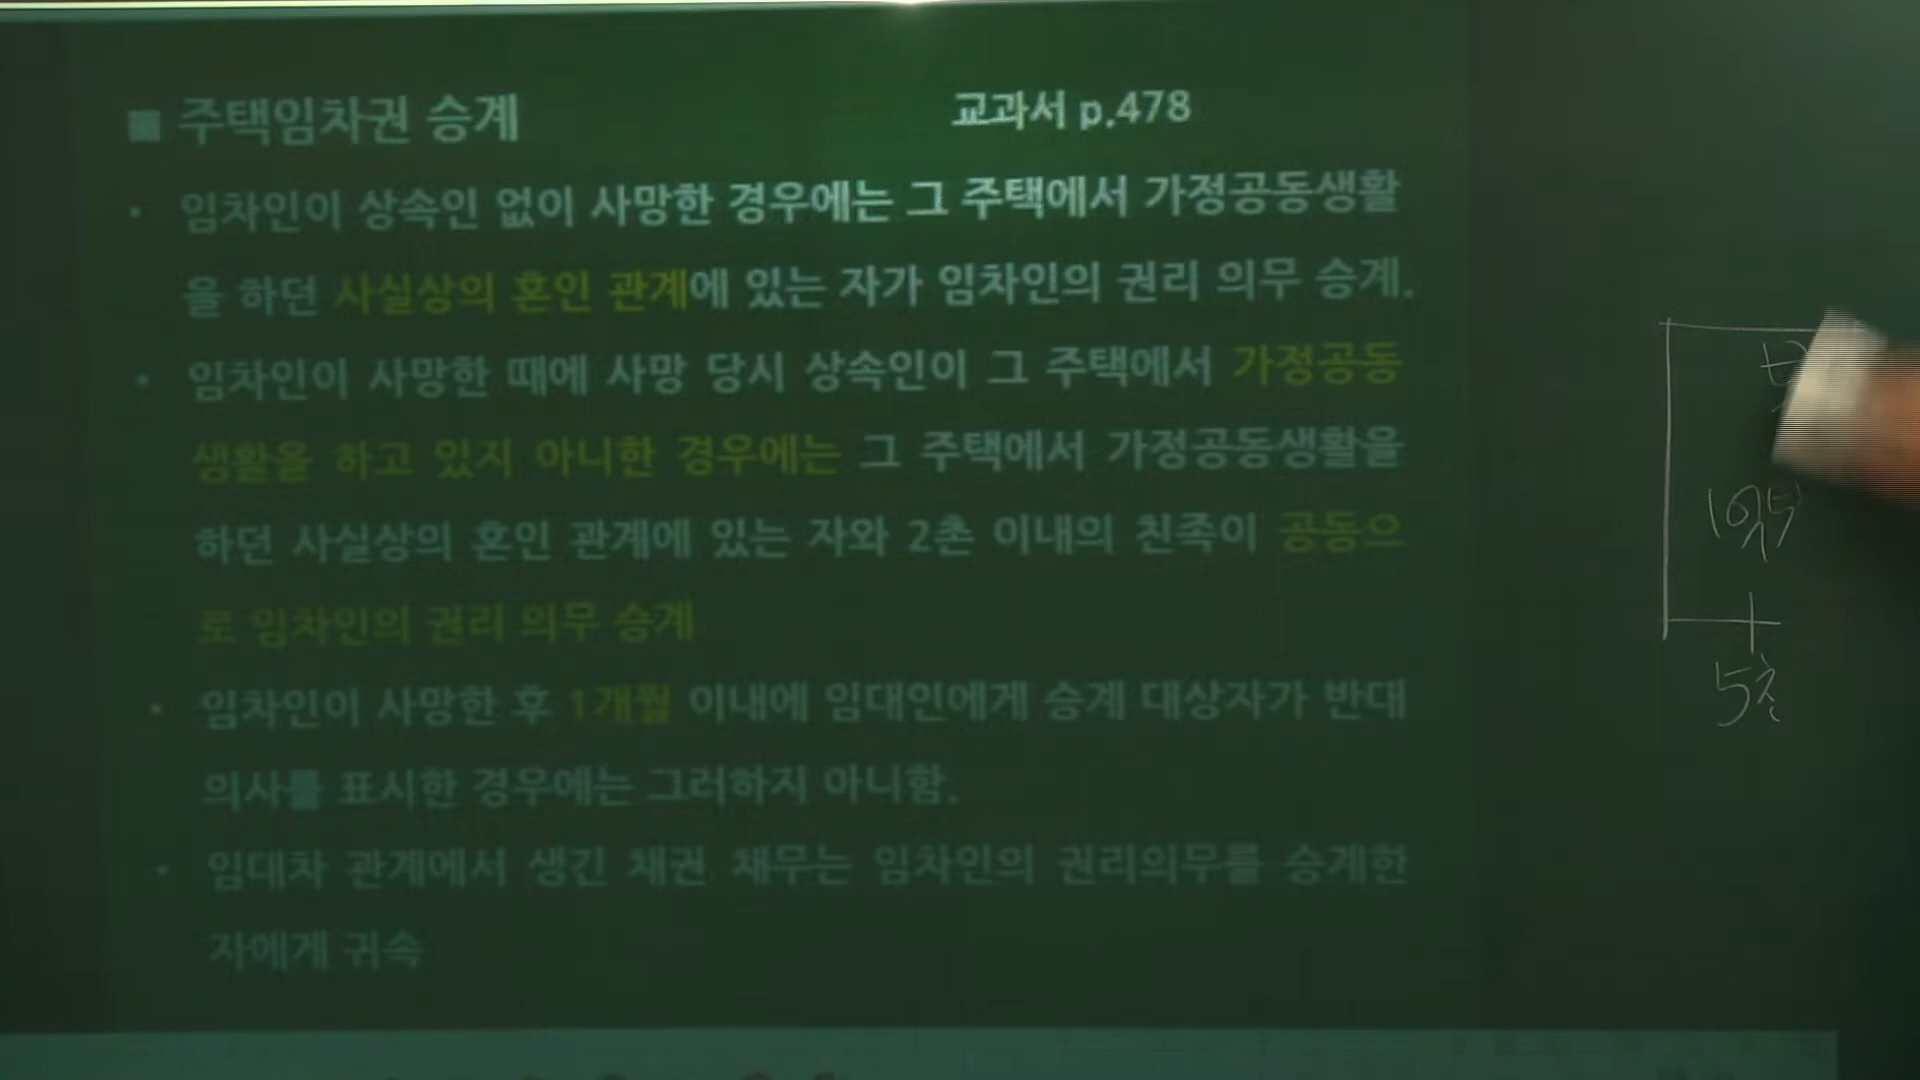 ■ 주택임차권 승계
교과서 p.478
· 임차인이 상속인 없이 사망한 경우에는 그 주택에서 가정공동생활
을 하던 사실상의 혼인 관계에 있는 자가 임차인의 권리 의무 승계.
· 임차인이 사망한 때에 사망 당시 상속인이 그 주택에서 가정공동
생활을 하고 있지 아니한 경우에는 그 주택에서 가정공동생활을
하던 사실상의 혼인 관계에 있는 자와 2촌 이내의 친족이 공동으
로 임차인의 권리 의무 승계
· 임차인이 사망한 후 1개월 이내에 임대인에게 승계 대상자가 반대
의사를 표시한 경우에는 그러하지 아니함.
· 임대차 관계에서 생긴 채권 채무는 임차인의 권리의무를 승계한
자에게 귀속
5촌